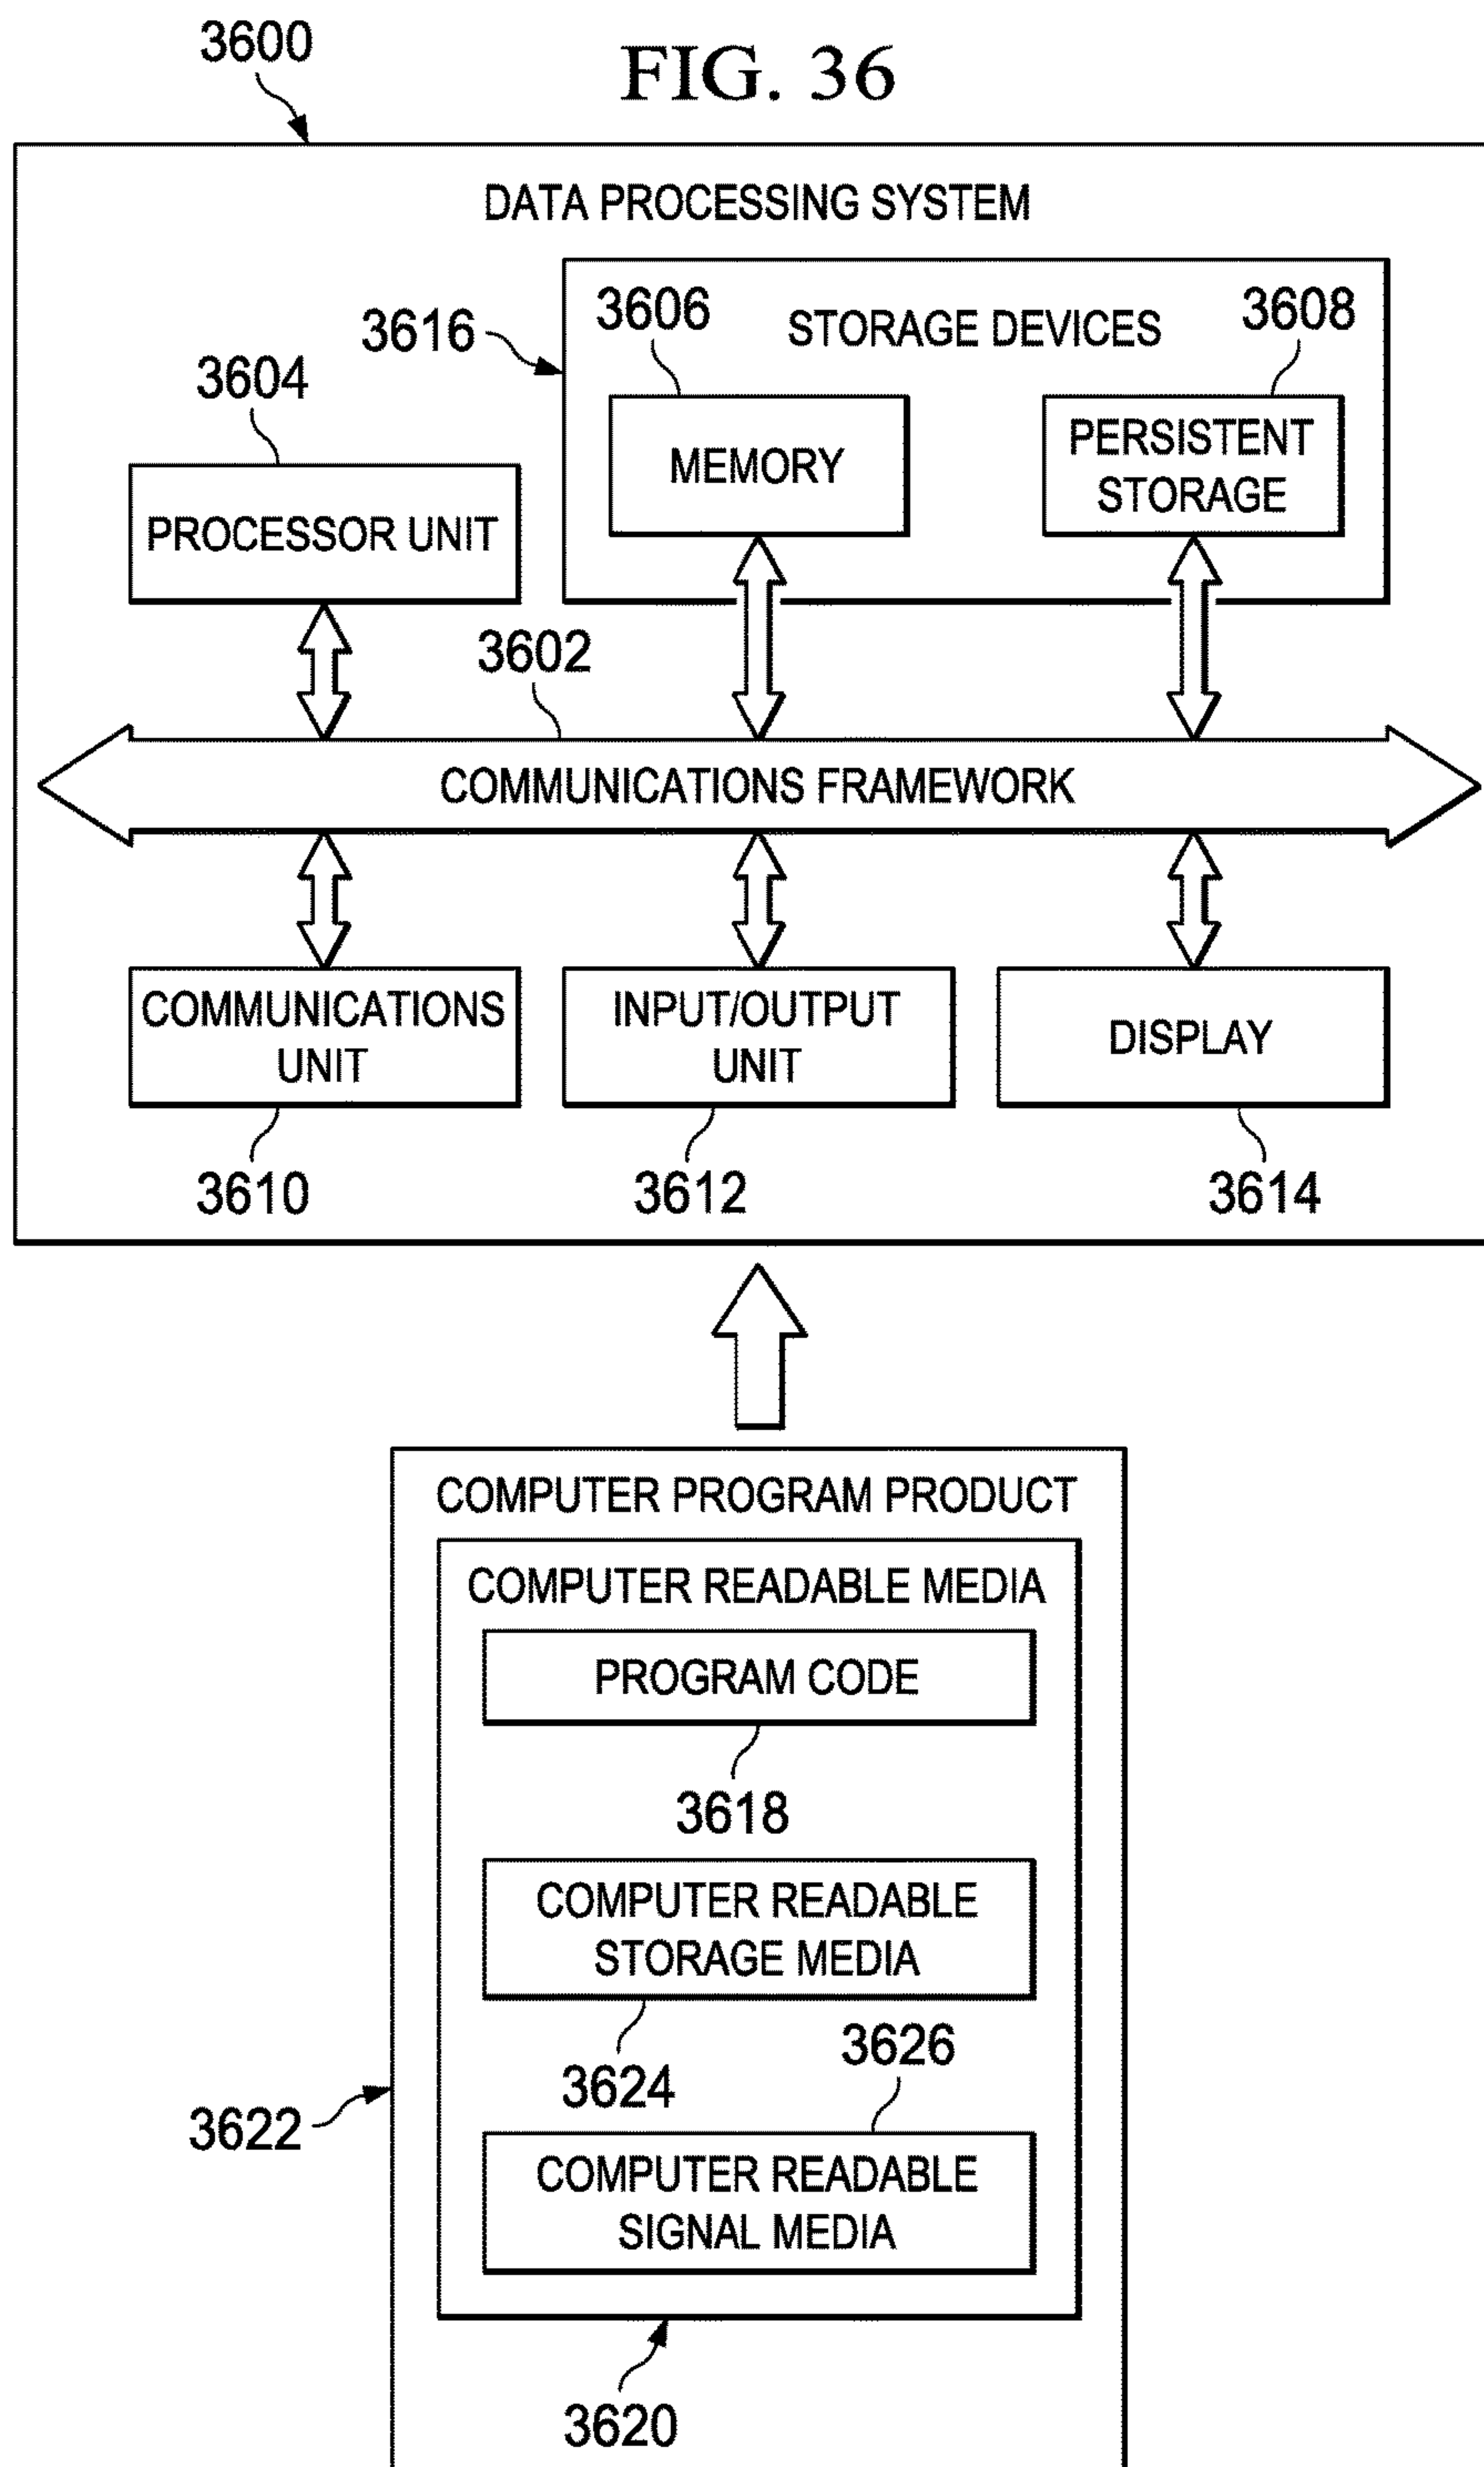 3600
FIG. 36
DATA PROCESSING SYSTEM
3616
3606
STORAGE DEVICES
3608
3604
MEMORY
PERSISTENT
STORAGE
PROCESSOR UNIT
3602
COMMUNICATIONS FRAMEWORK
COMMUNICATIONS
UNIT
INPUT/OUTPUT
UNIT
DISPLAY
3610
3612
3614
COMPUTER PROGRAM PRODUCT
COMPUTER READABLE MEDIA
PROGRAM CODE
3618
COMPUTER READABLE
STORAGE MEDIA
3624
3626
3622
COMPUTER READABLE
SIGNAL MEDIA
3620